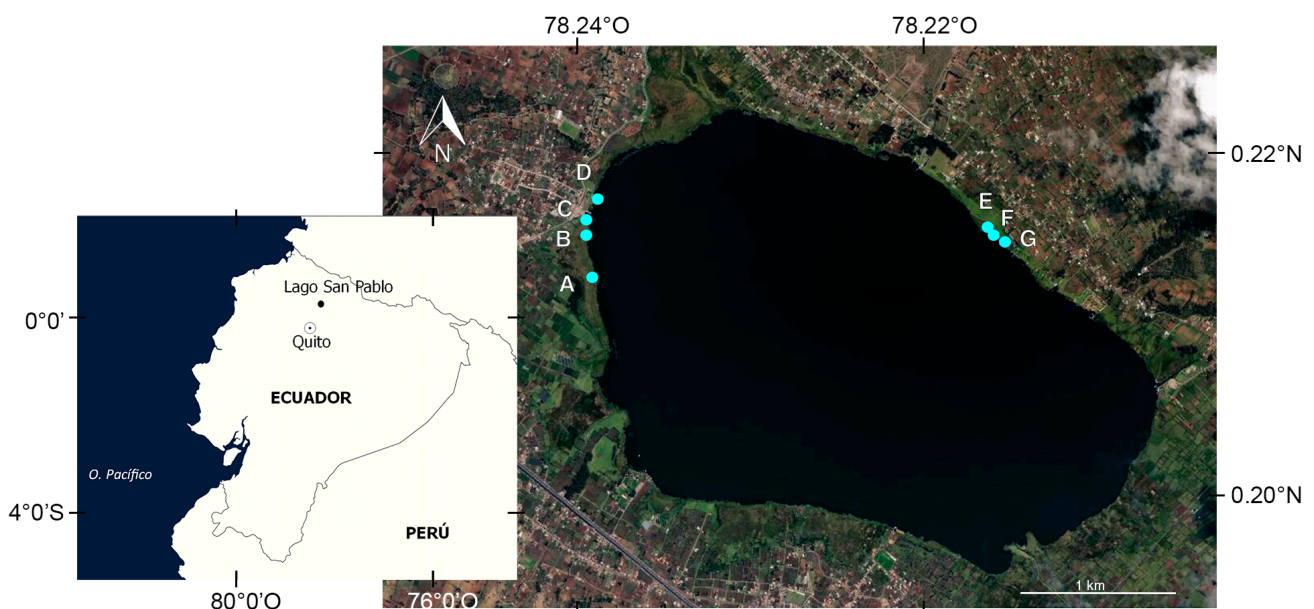 78.24°O
78.22°O
N
0.22°N
D
C
B
A
E
F
G
Lago San Pablo
0°0'
Quito
ECUADOR
O. Pacífico
0.20°N
4°0'S
PERÚ
1 km
80°0'O
76°0'O